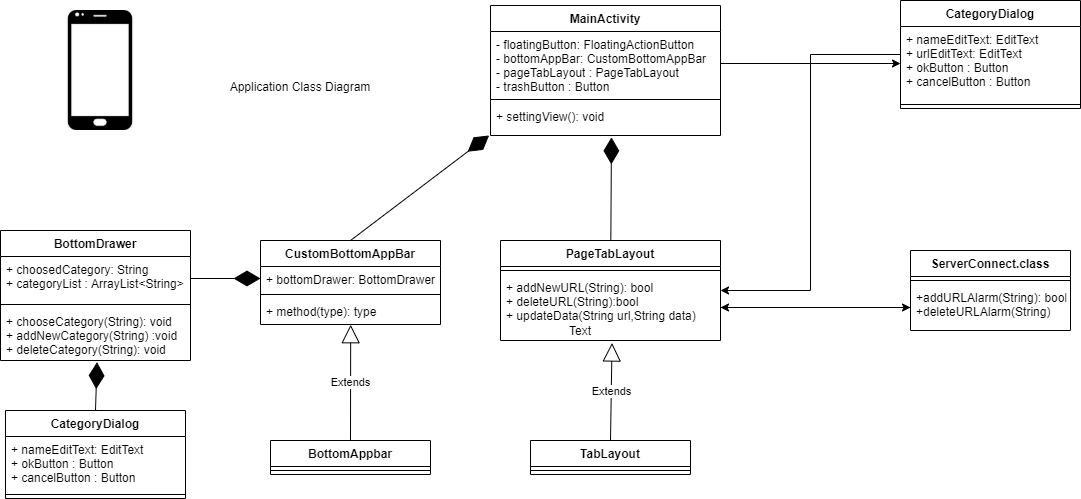 Application Class Diagram
MainActivity
- floatingButton: FloatingActionButton
- bottomAppBar: CustomBottomAppBar
- pageTabLayout : PageTabLayout
- trashButton : Button
+ settingView(): void
CategoryDialog
+ nameEditText: EditText
+ urlEditText: EditText
+ okButton : Button
+ cancelButton : Button
BottomDrawer
+ choosedCategory: String
+ categoryList : ArrayList<String>
+ chooseCategory(String): void
+ addNewCategory(String) :void
+ deleteCategory(String): void
CustomBottomAppBar
+ bottomDrawer: BottomDrawer
+ method(type): type
PageTabLayout
+ addNewURL(String): bool
+ deleteURL(String):bool
+ updateData(String url,String data)
Text
ServerConnect.class
+addURLAlarm(String): bool
+deleteURLAlarm(String)
Extends
Extends
CategoryDialog
+ nameEditText: EditText
+ okButton : Button
+ cancelButton : Button
BottomAppbar
TabLayout